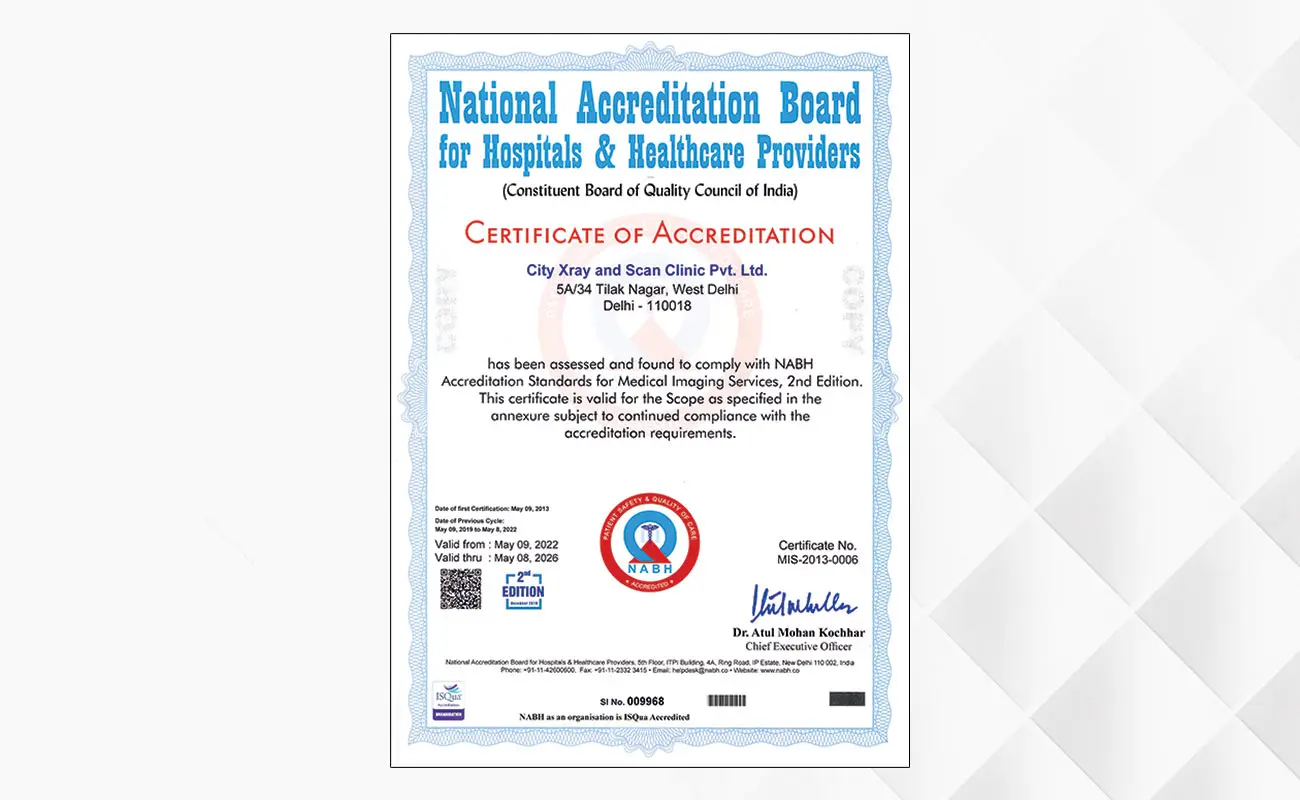 National Accreditation Board
for Hospitals & Healthcare Providers
(Constituent Board of Quality Council of India)
CERTIFICATE OF ACCREDITATION
City Xray and Scan Clinic Pvt. Ltd.
5A/34 Tilak Nagar, West Delhi
Delhi - 110018
COPY
has been assessed and found to comply with NABH
Accreditation Standards for Medical Imaging Services, 2nd Edition.
This certificate is valid for the Scope as specified in the
annexure subject to continued compliance with the
accreditation requirements.
Date of first Certification: May 09, 2013
Date of Previous Cycle:
May 09, 2019 to May 8, 2022
Valid from : May 09, 2022
Valid thru : May 08, 2026
2nd
EDITION
PATIENT SAFETY & QUALITY OF CARE
NABH
ACCREDITED
Certificate No.
MIS-2013-0006
Dr. Atul Mohan Kochhar
Chief Executive Officer
National Accreditation Board for Hospitals & Healthcare Providers, 5th Floor, ITPI Building, 4A, Ring Road, IP Estate, New Delhi 110 002, India
Phone: +91-11-42600600, Fax: +91-11-2332 3415 • Email: helpdesk@nabh.co • Website: www.nabh.co
ISQua
Accreditation
SI No. 009968
NABH as an organisation is ISQua Accredited